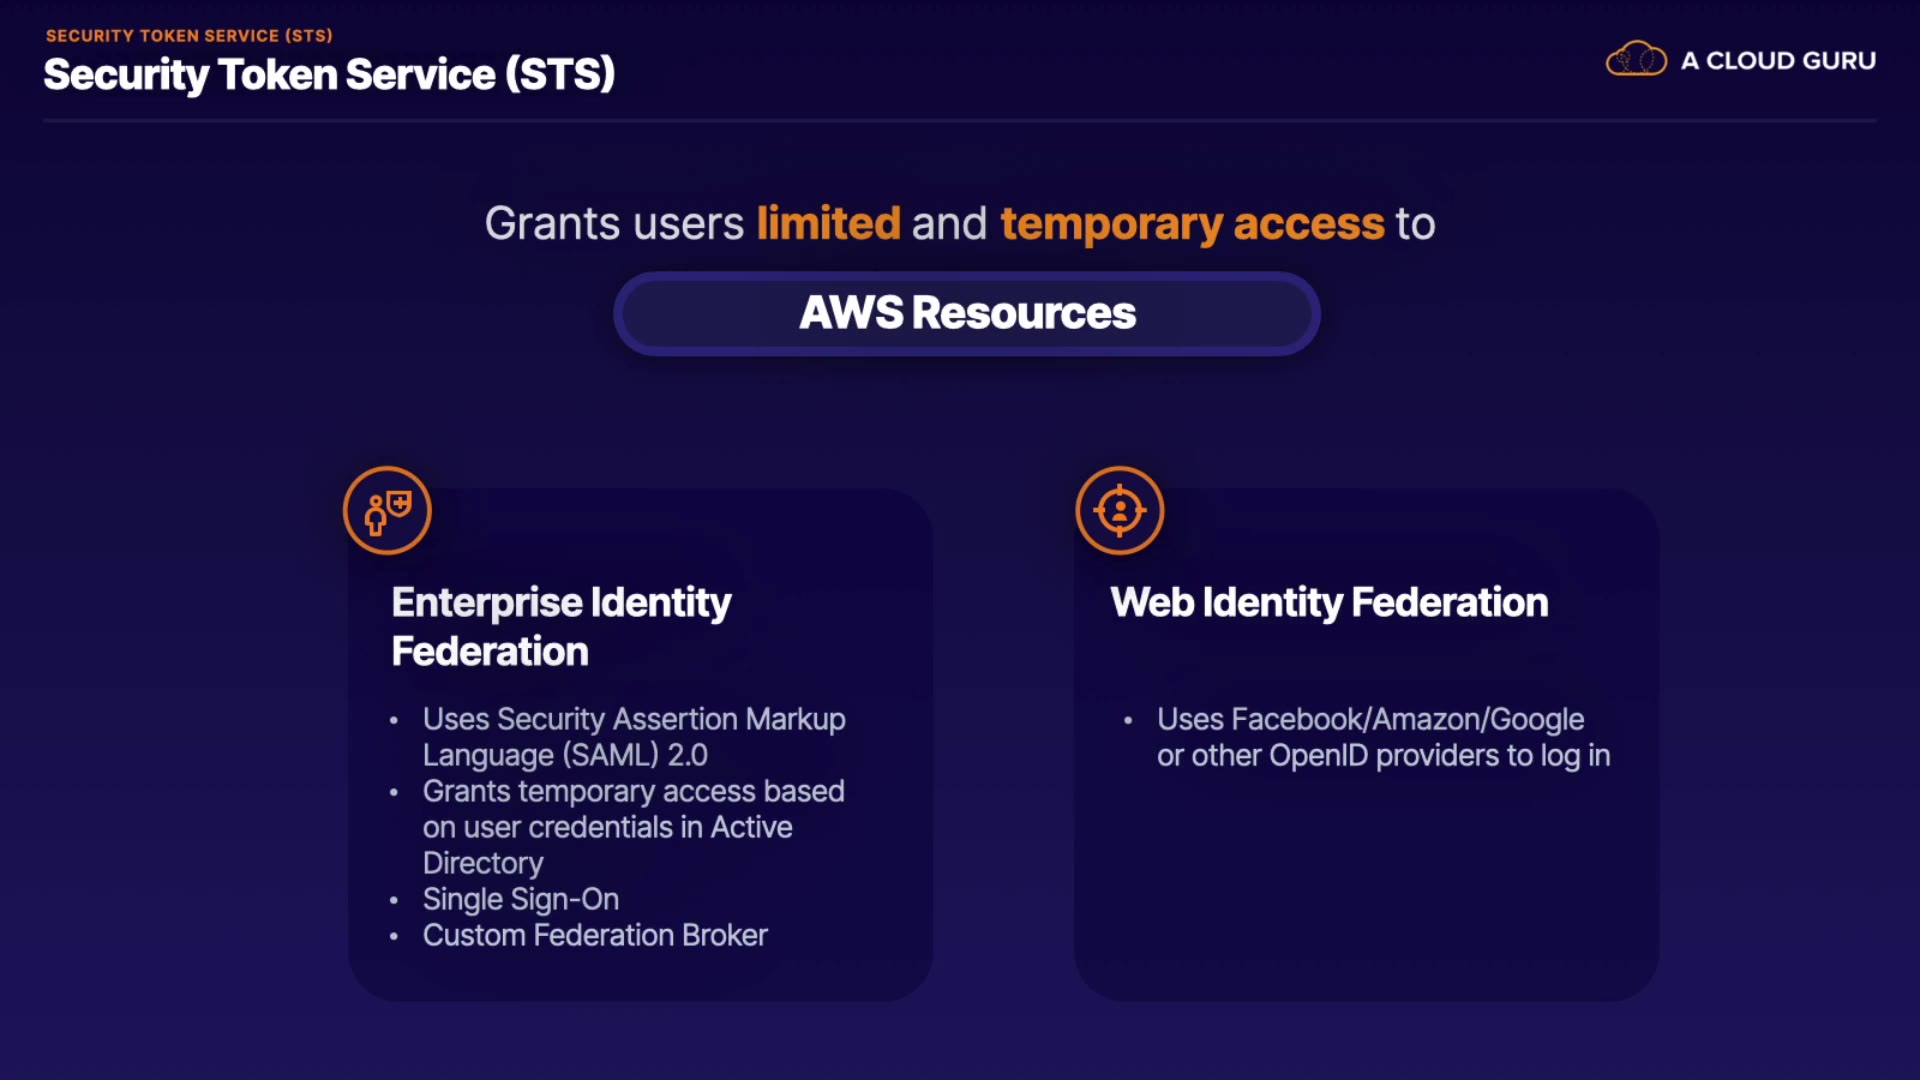 SECURITY TOKEN SERVICE (STS)
Security Token Service (STS)
A CLOUD GURU
Grants users limited and temporary access to
AWS Resources
Enterprise Identity
Federation
• Uses Security Assertion Markup
Language (SAML) 2.0
• Grants temporary access based
on user credentials in Active
Directory
• Single Sign-On
• Custom Federation Broker
Web Identity Federation
• Uses Facebook/Amazon/Google
or other OpenID providers to log in